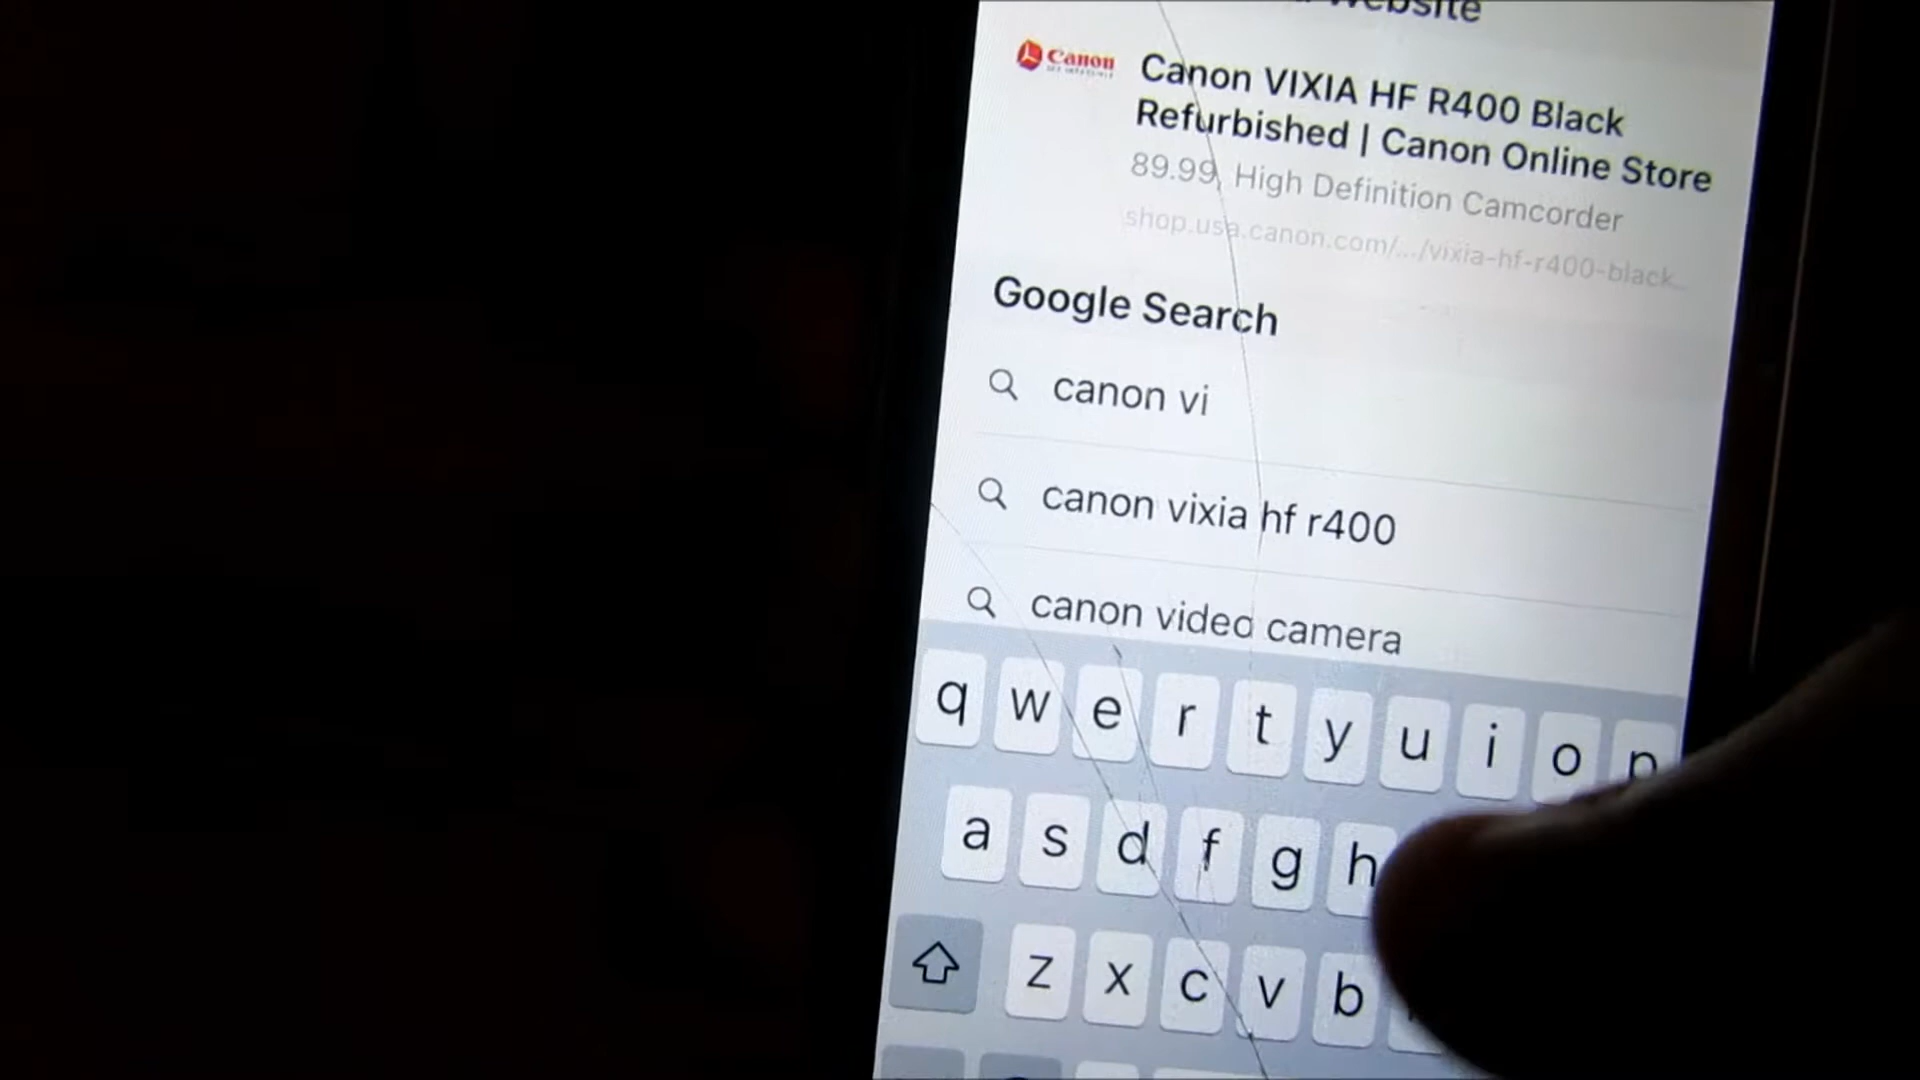 Website
Canon
Canon VIXIA HF R400 Black
Refurbished | Canon Online Store
89.99, High Definition Camcorder
shop.usa.canon.com/.../vixia-hf-r400-black...
Google Search
canon vi
canon vixia hf r400
canon video camera
q w e r t y u i o p
a s d f g h
z x c v b